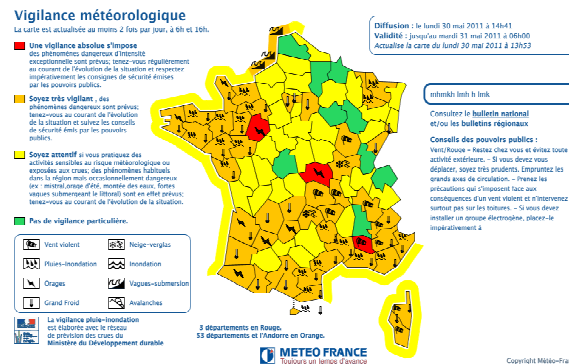 Vigilance météorologique
La carte est actualisée au moins 2 fois par jour, à 6h et 16h.
Une vigilance absolue s'impose
des phénomènes dangereux d'intensité
exceptionnelle sont prévus; tenez-vous régulièrement
au courant de l'évolution de la situation et respectez
impérativement les consignes de sécurité émises
par les pouvoirs publics.
Soyez très vigilant , des
phénomènes dangereux sont prévus;
tenez-vous au courant de l'évolution
de la situation et suivez les conseils
de sécurité émis par les pouvoirs
publics.
Soyez attentif si vous pratiquez des
activités sensibles au risque météorologique ou
exposées aux crues; des phénomènes habituels
dans la région mais occasionnellement dangereux
(ex : mistral,orage d'été, montée des eaux, fortes
vagues submergeant le littoral) sont en effet prévus;
tenez-vous au courant de l'évolution de la situation.
Pas de vigilance particulière.
Vent violent
Neige-verglas
Pluies-Inondation
Inondation
Orages
Vagues-submersion
Grand Froid
Avalanches
La vigilance pluie-inondation
est élaborée avec le réseau
de prévision des crues du
Ministère du Développement durable
3 départements en Rouge.
53 départements et l'Andorre en Orange.
METEO FRANCE
Toujours un temps d'avance
Diffusion : le lundi 30 mai 2011 à 14h41
Validité : jusqu'au mardi 31 mai 2011 à 06h00
Actualise la carte du lundi 30 mai 2011 à 13h53
mhmkh lmh h lmk
Consultez le bulletin national
et/ou les bulletins régionaux
Conseils des pouvoirs publics :
Vent/Rouge – Restez chez vous et évitez toute
activité extérieure. – Si vous devez vous
déplacer, soyez très prudents. Empruntez les
grands axes de circulation. – Prenez les
précautions qui s'imposent face aux
conséquences d'un vent violent et n'intervenez
surtout pas sur les toitures. – Si vous devez
installer un groupe électrogène, placez-le
impérativement à
Copyright Météo-Fra